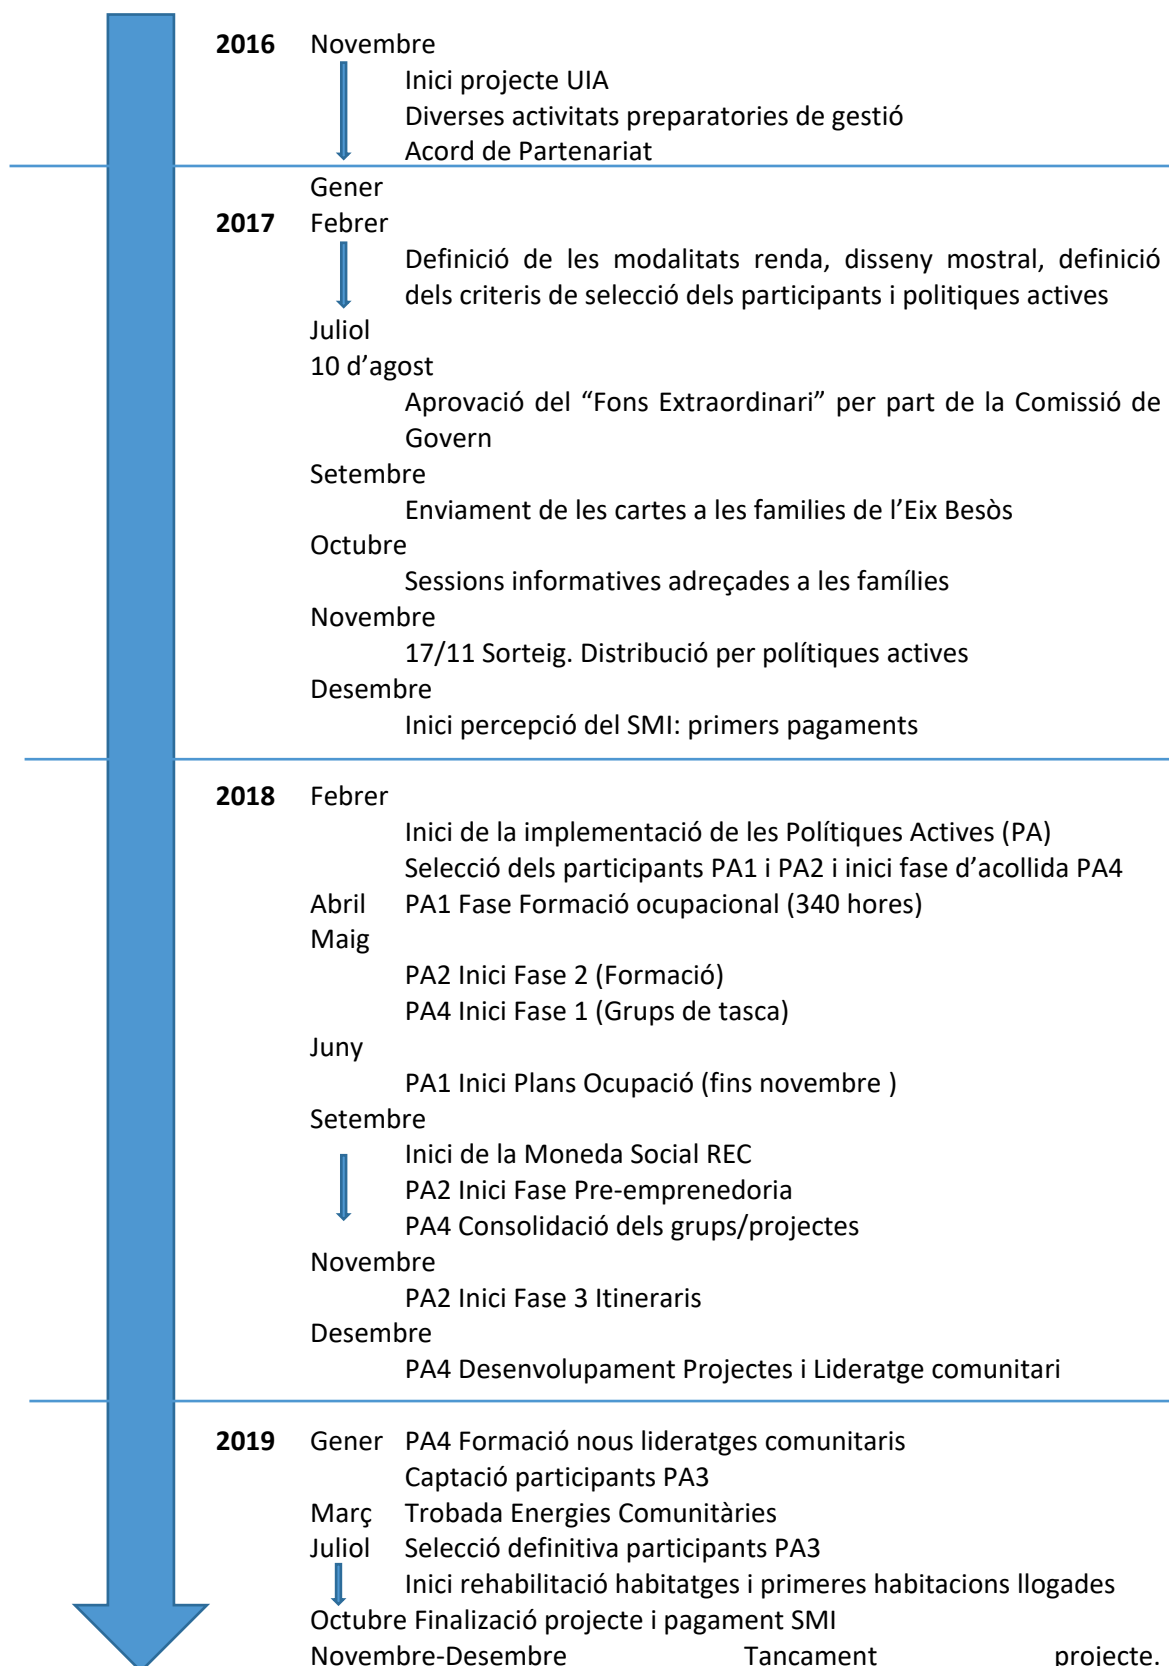 2016 Novembre
Inici projecte UIA
Diverses activitats preparatories de gestió
Acord de Partenariat
Gener
2017 Febrer
Definició de les modalitats renda, disseny mostral, definició
dels criteris de selecció dels participants i politiques actives
Juliol
10 d’agost
Aprovació del “Fons Extraordinari” per part de la Comissió de
Govern
Setembre
Enviament de les cartes a les families de l’Eix Besòs
Octubre
Sessions informatives adreçades a les famílies
Novembre
17/11 Sorteig. Distribució per polítiques actives
Desembre
Inici percepció del SMI: primers pagaments
2018 Febrer
Inici de la implementació de les Polítiques Actives (PA)
Selecció dels participants PA1 i PA2 i inici fase d’acollida PA4
Abril PA1 Fase Formació ocupacional (340 hores)
Maig
PA2 Inici Fase 2 (Formació)
PA4 Inici Fase 1 (Grups de tasca)
Juny
PA1 Inici Plans Ocupació (fins novembre )
Setembre
Inici de la Moneda Social REC
PA2 Inici Fase Pre-emprenedoria
PA4 Consolidació dels grups/projectes
Novembre
PA2 Inici Fase 3 Itineraris
Desembre
PA4 Desenvolupament Projectes i Lideratge comunitari
2019 Gener PA4 Formació nous lideratges comunitaris
Captació participants PA3
Març Trobada Energies Comunitàries
Juliol Selecció definitiva participants PA3
Inici rehabilitació habitatges i primeres habitacions llogades
Octubre Finalizació projecte i pagament SMI
Novembre-Desembre Tancament projecte.